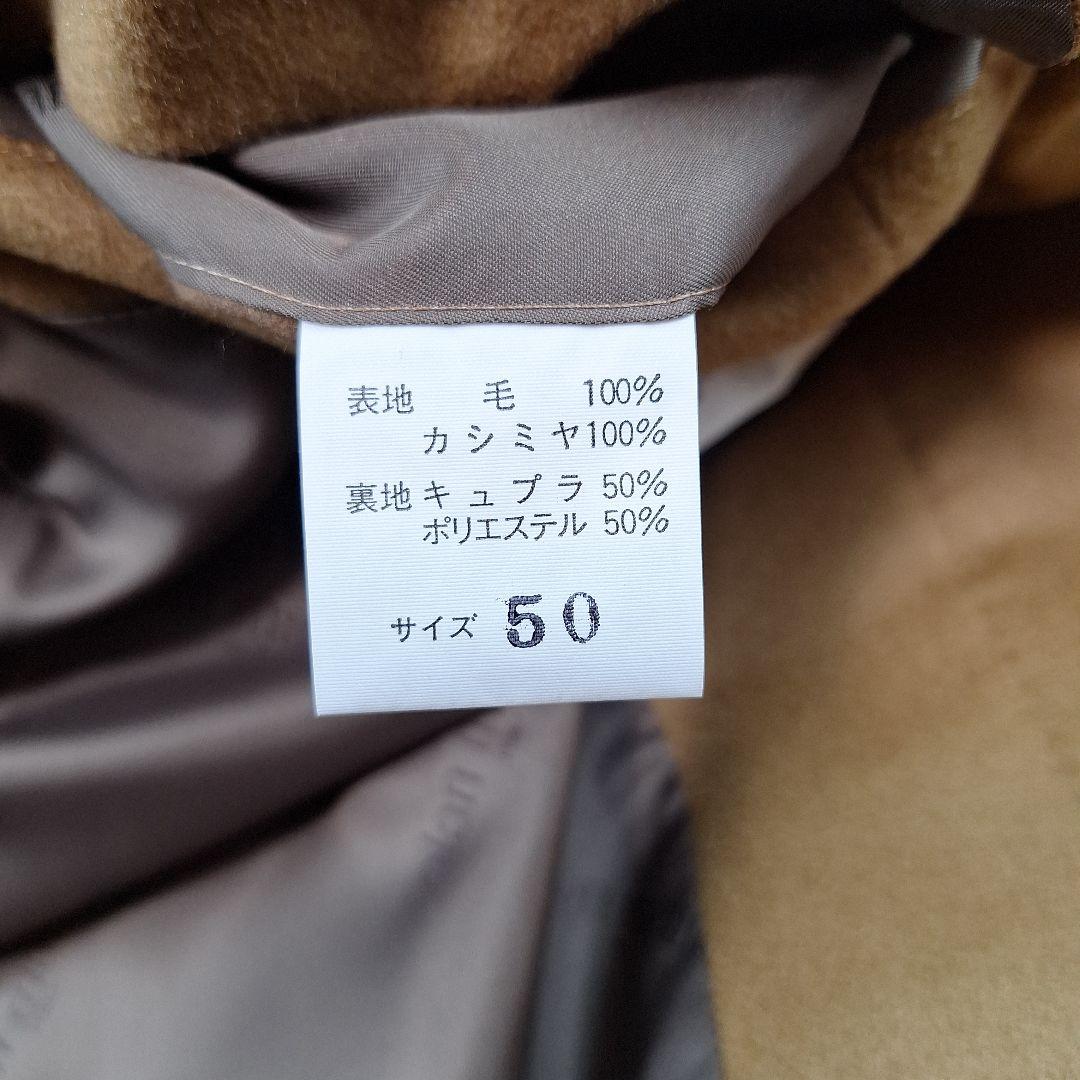 表地 毛 100%
カシミヤ100%
裏地キュプラ 50%
ポリエステル 50%
サイズ 50